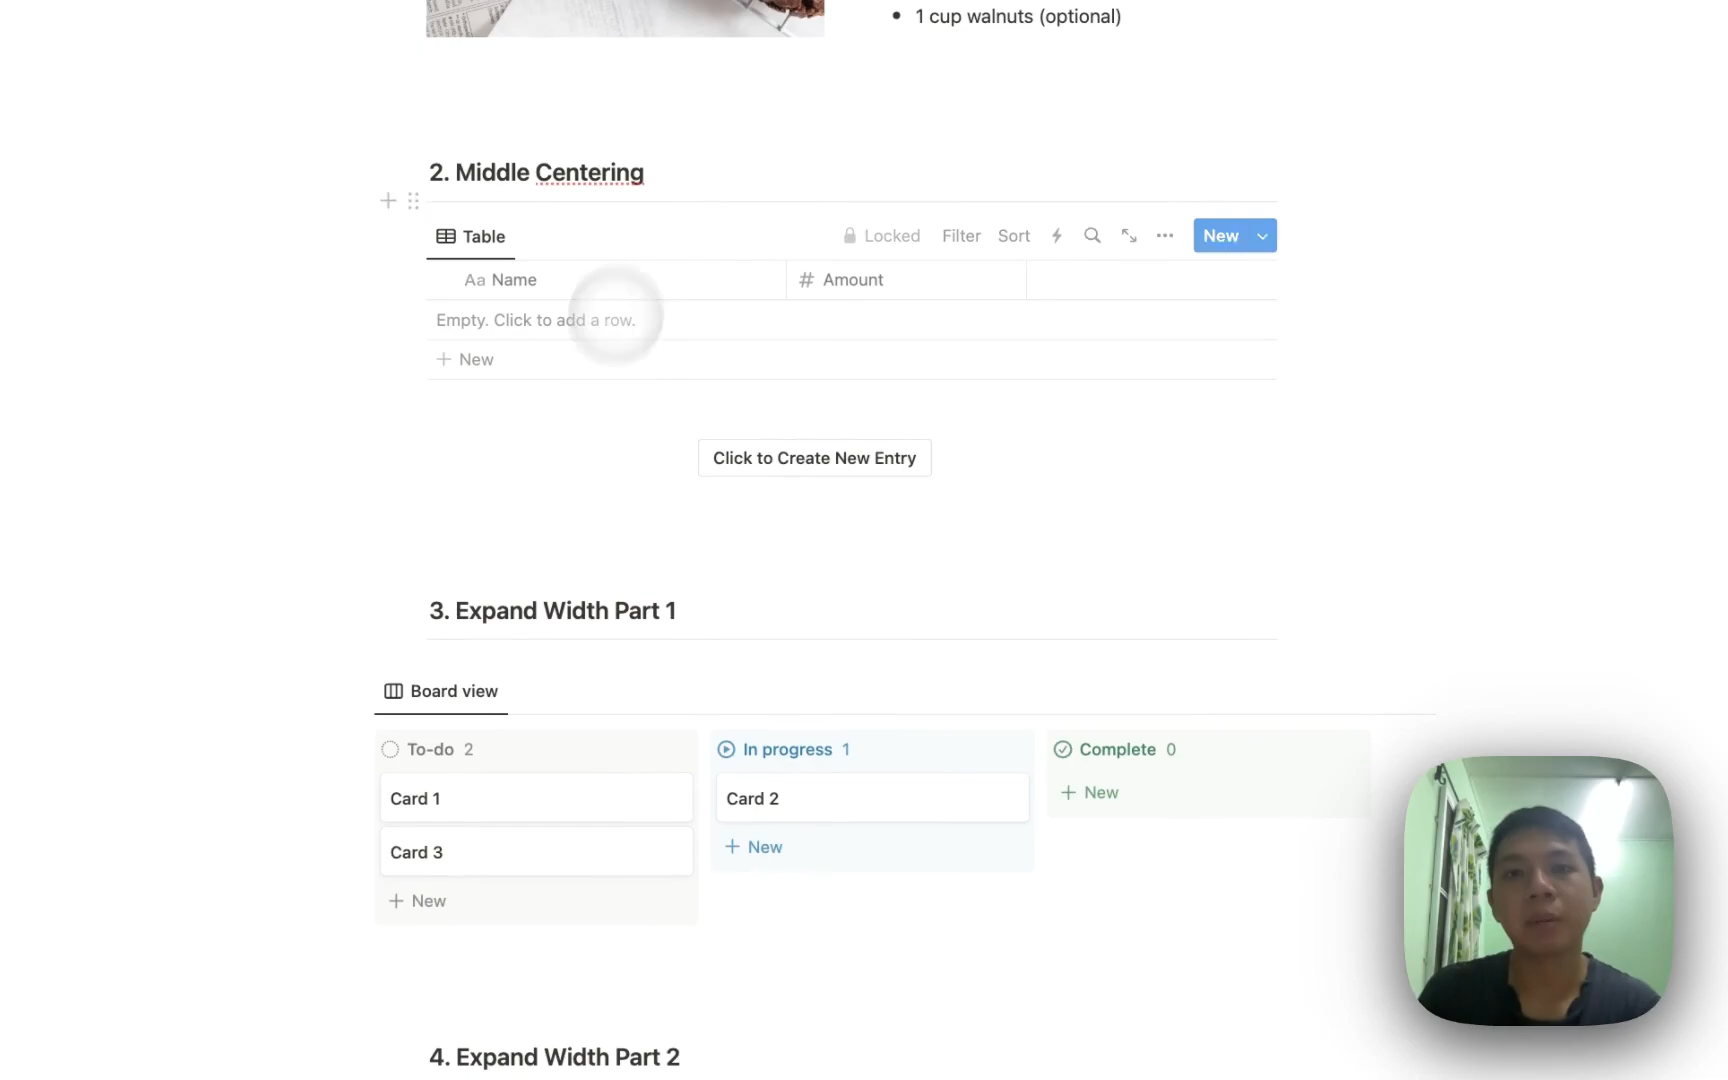 • 1 cup walnuts (optional)
2. Middle Centering
Table
Locked Filter Sort
New
Aa Name
# Amount
Empty. Click to add a row.
+ New
Click to Create New Entry
3. Expand Width Part 1
Board view
To-do 2
In progress 1
Complete 0
Card 1
Card 2
+ New
Card 3
+ New
+ New
4. Expand Width Part 2